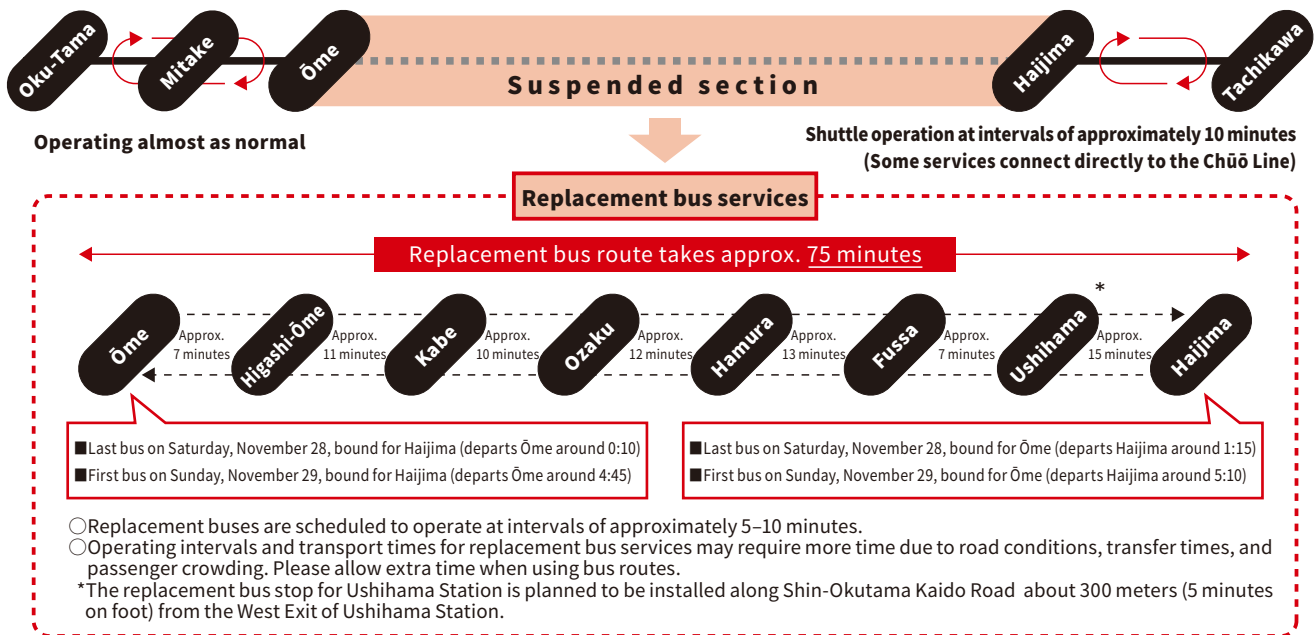 Oku-Tama
Mitake
Ōme
Haijima
Tachikawa
Suspended section
Operating almost as normal
Shuttle operation at intervals of approximately 10 minutes
(Some services connect directly to the Chūō Line)
Replacement bus services
Replacement bus route takes approx. 75 minutes
*
Ōme
Approx.
7 minutes
Higashi-Ōme
Approx.
11 minutes
Kabe
Approx.
10 minutes
Ozaku
Approx.
12 minutes
Hamura
Approx.
13 minutes
Fussa
Approx.
7 minutes
Ushihama
Approx.
15 minutes
Haijima
■Last bus on Saturday, November 28, bound for Haijima (departs Ōme around 0:10)
■First bus on Sunday, November 29, bound for Haijima (departs Ōme around 4:45)
■Last bus on Saturday, November 28, bound for Ōme (departs Haijima around 1:15)
■First bus on Sunday, November 29, bound for Ōme (departs Haijima around 5:10)
○Replacement buses are scheduled to operate at intervals of approximately 5–10 minutes.
○Operating intervals and transport times for replacement bus services may require more time due to road conditions, transfer times, and
passenger crowding. Please allow extra time when using bus routes.
*The replacement bus stop for Ushihama Station is planned to be installed along Shin-Okutama Kaido Road about 300 meters (5 minutes
on foot) from the West Exit of Ushihama Station.